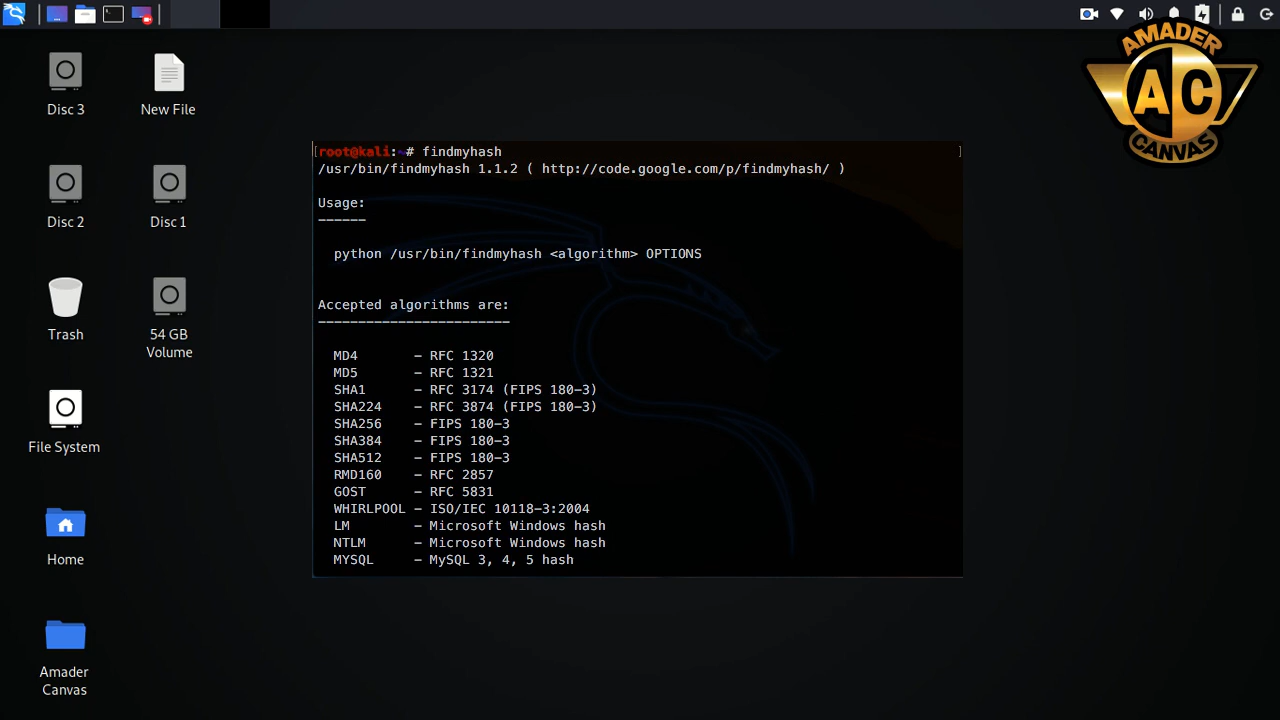 Disc 3
New File
Disc 2
Disc 1
Trash
54 GB
Volume
File System
Home
Amader
Canvas
[root@kali:~# findmyhash ]
/usr/bin/findmyhash 1.1.2 ( http://code.google.com/p/findmyhash/ )
Usage:
------
python /usr/bin/findmyhash <algorithm> OPTIONS
Accepted algorithms are:
------------------------
MD4 - RFC 1320
MD5 - RFC 1321
SHA1 - RFC 3174 (FIPS 180-3)
SHA224 - RFC 3874 (FIPS 180-3)
SHA256 - FIPS 180-3
SHA384 - FIPS 180-3
SHA512 - FIPS 180-3
RMD160 - RFC 2857
GOST - RFC 5831
WHIRLPOOL - ISO/IEC 10118-3:2004
LM - Microsoft Windows hash
NTLM - Microsoft Windows hash
MYSQL - MySQL 3, 4, 5 hash
AMADER
AC
CANVAS